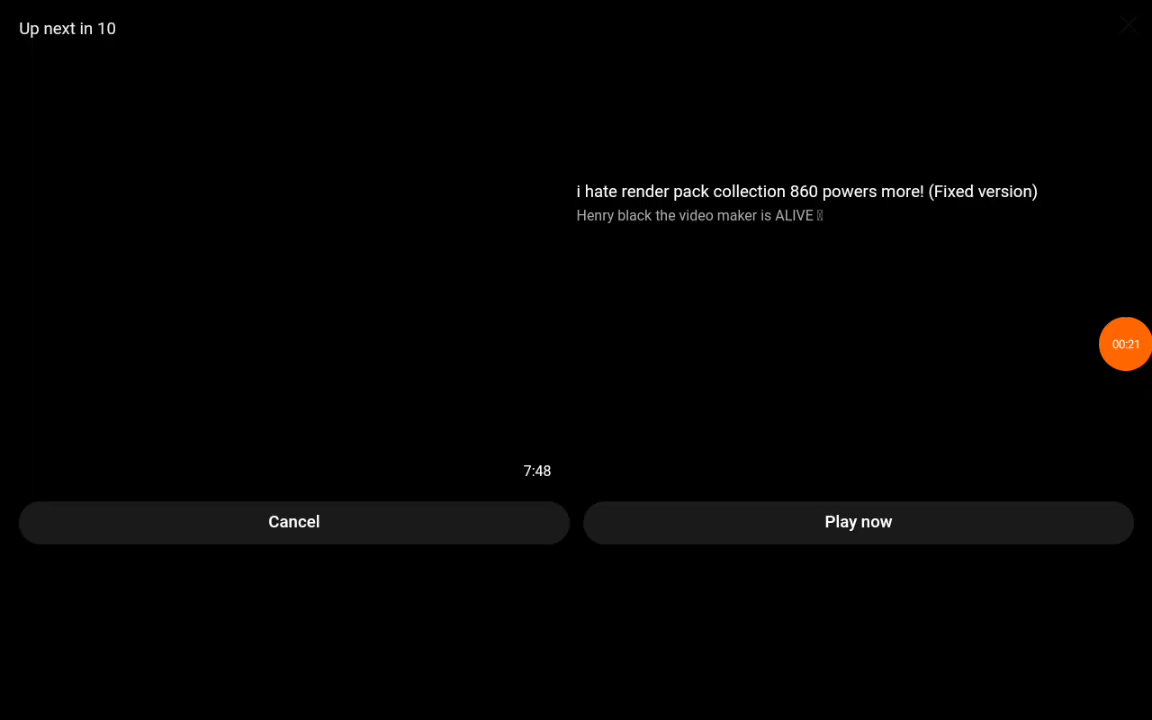 Up next in 10
i hate render pack collection 860 powers more! (Fixed version)
Henry black the video maker is ALIVE
00:21
7:48
Cancel
Play now